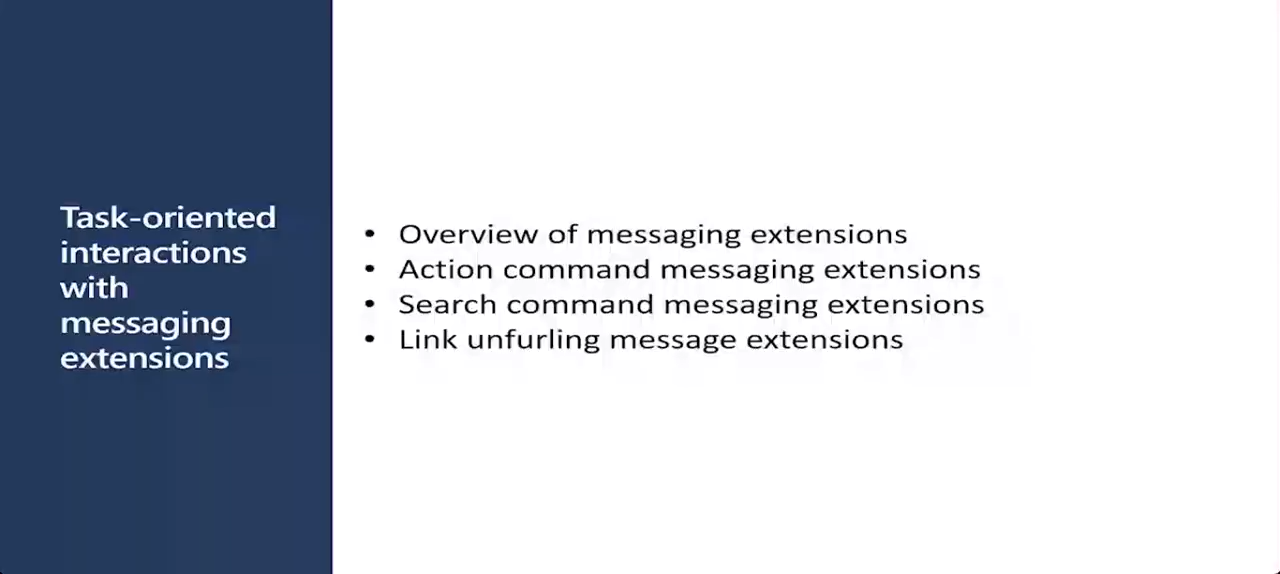 Task-oriented
interactions
with
messaging
extensions
• Overview of messaging extensions
• Action command messaging extensions
• Search command messaging extensions
• Link unfurling message extensions